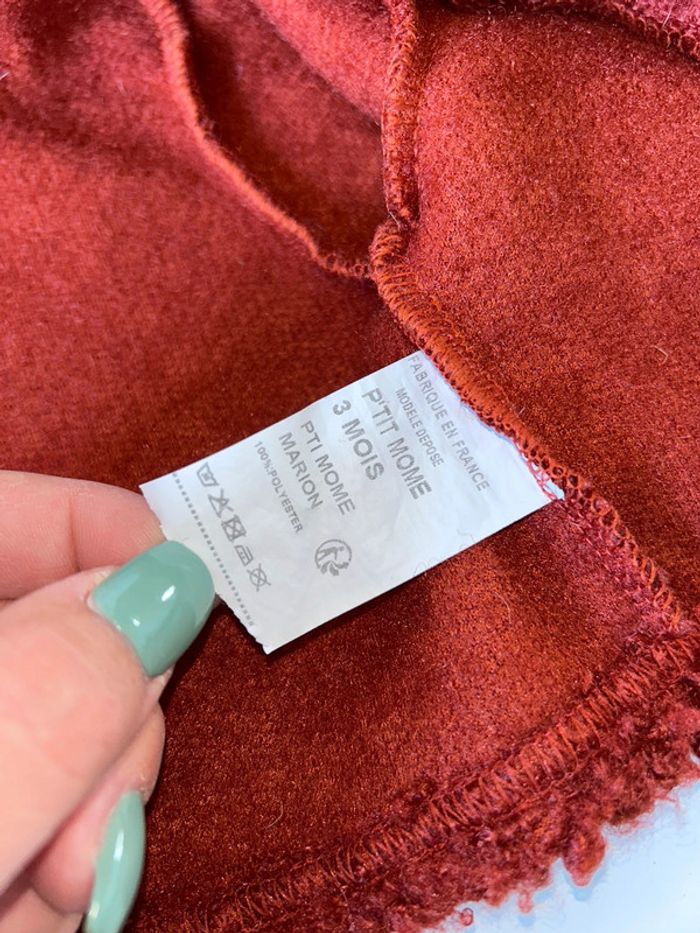 FABRIQUE EN FRANCE
MODELE DEPOSE
P'TIT MOME
3 MOIS
PTI MOME
MARION
100%:POLYESTER